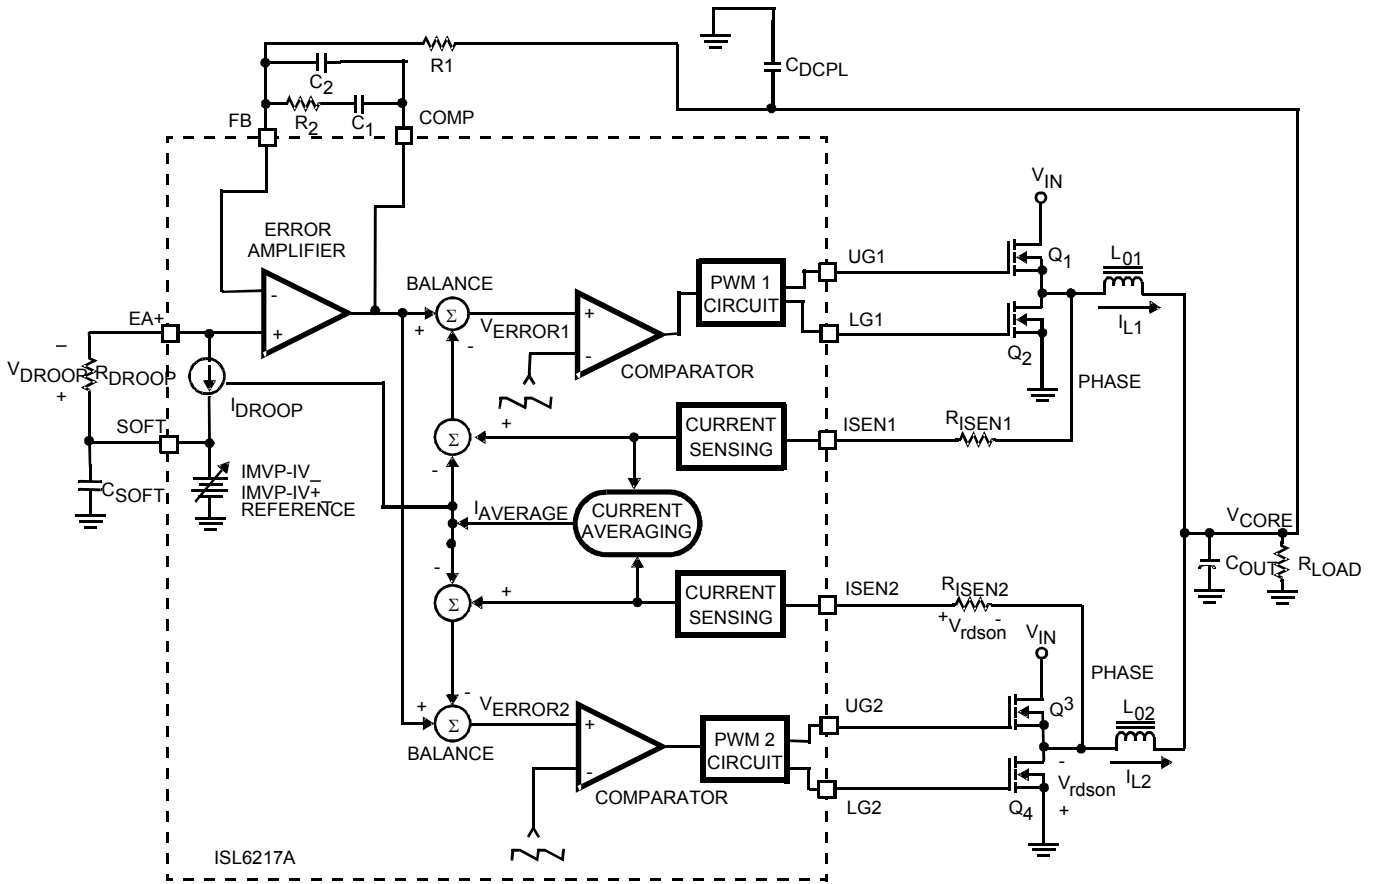 R1
C2
R2
C1
CDCPL
FB
COMP
VIN
ERROR
AMPLIFIER
-
+
EA+
BALANCE
Σ
+
-
VERROR1
+
-
COMPARATOR
PWM 1
CIRCUIT
UG1
LG1
Q1
Q2
L01
IL1
PHASE
–
VDROOP
+
RDROOP
IDROOP
SOFT
CSOFT
IMVP-IV_
IMVP-IV+_
REFERENCE
Σ
+
-
CURRENT
SENSING
ISEN1
RISEN1
IAVERAGE
CURRENT
AVERAGING
VCORE
COUT
RLOAD
-
Σ
+
CURRENT
SENSING
ISEN2
RISEN2
+ Vrdson -
VIN
PHASE
-
+
Σ
BALANCE
VERROR2
+
-
COMPARATOR
PWM 2
CIRCUIT
UG2
LG2
Q3
Q4
-
Vrdson
+
L02
IL2
ISL6217A